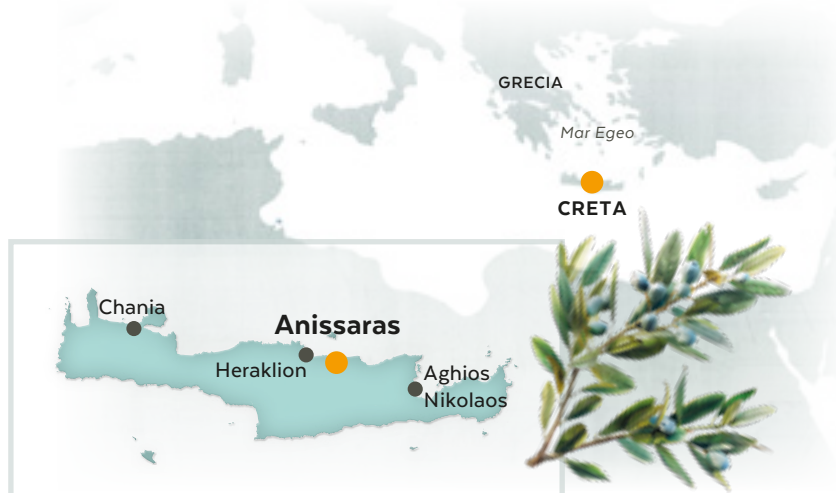 GRECIA
Mar Egeo
CRETA
Chania
Anissaras
Heraklion
Aghios
Nikolaos